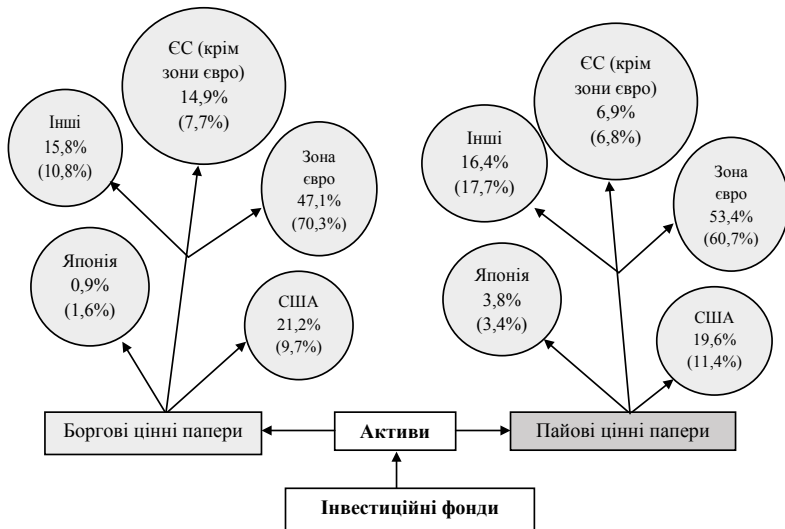 ЄС (крім
зони євро)
14,9%
(7,7%)
Інші
15,8%
(10,8%)
Зона
євро
47,1%
(70,3%)
Японія
0,9%
(1,6%)
США
21,2%
(9,7%)
ЄС (крім
зони євро)
6,9%
(6,8%)
Інші
16,4%
(17,7%)
Зона
євро
53,4%
(60,7%)
Японія
3,8%
(3,4%)
США
19,6%
(11,4%)
Боргові цінні папери
Активи
Пайові цінні папери
Інвестиційні фонди